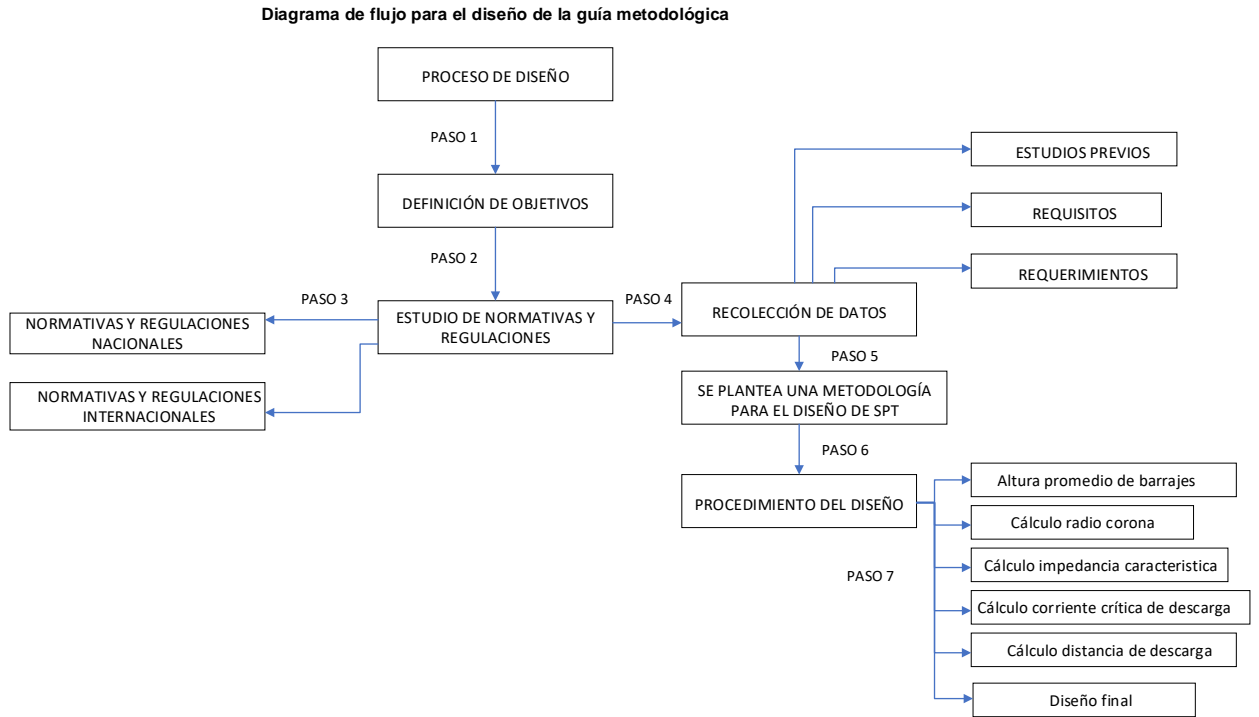 Diagrama de flujo para el diseño de la guía metodológica
PROCESO DE DISEÑO
PASO 1
DEFINICIÓN DE OBJETIVOS
PASO 2
ESTUDIO DE NORMATIVAS Y
REGULACIONES
PASO 3
NORMATIVAS Y REGULACIONES
NACIONALES
NORMATIVAS Y REGULACIONES
INTERNACIONALES
PASO 4
RECOLECCIÓN DE DATOS
ESTUDIOS PREVIOS
REQUISITOS
REQUERIMIENTOS
PASO 5
SE PLANTEA UNA METODOLOGÍA
PARA EL DISEÑO DE SPT
PASO 6
PROCEDIMIENTO DEL DISEÑO
PASO 7
Altura promedio de barrajes
Cálculo radio corona
Cálculo impedancia caracteristica
Cálculo corriente crítica de descarga
Cálculo distancia de descarga
Diseño final